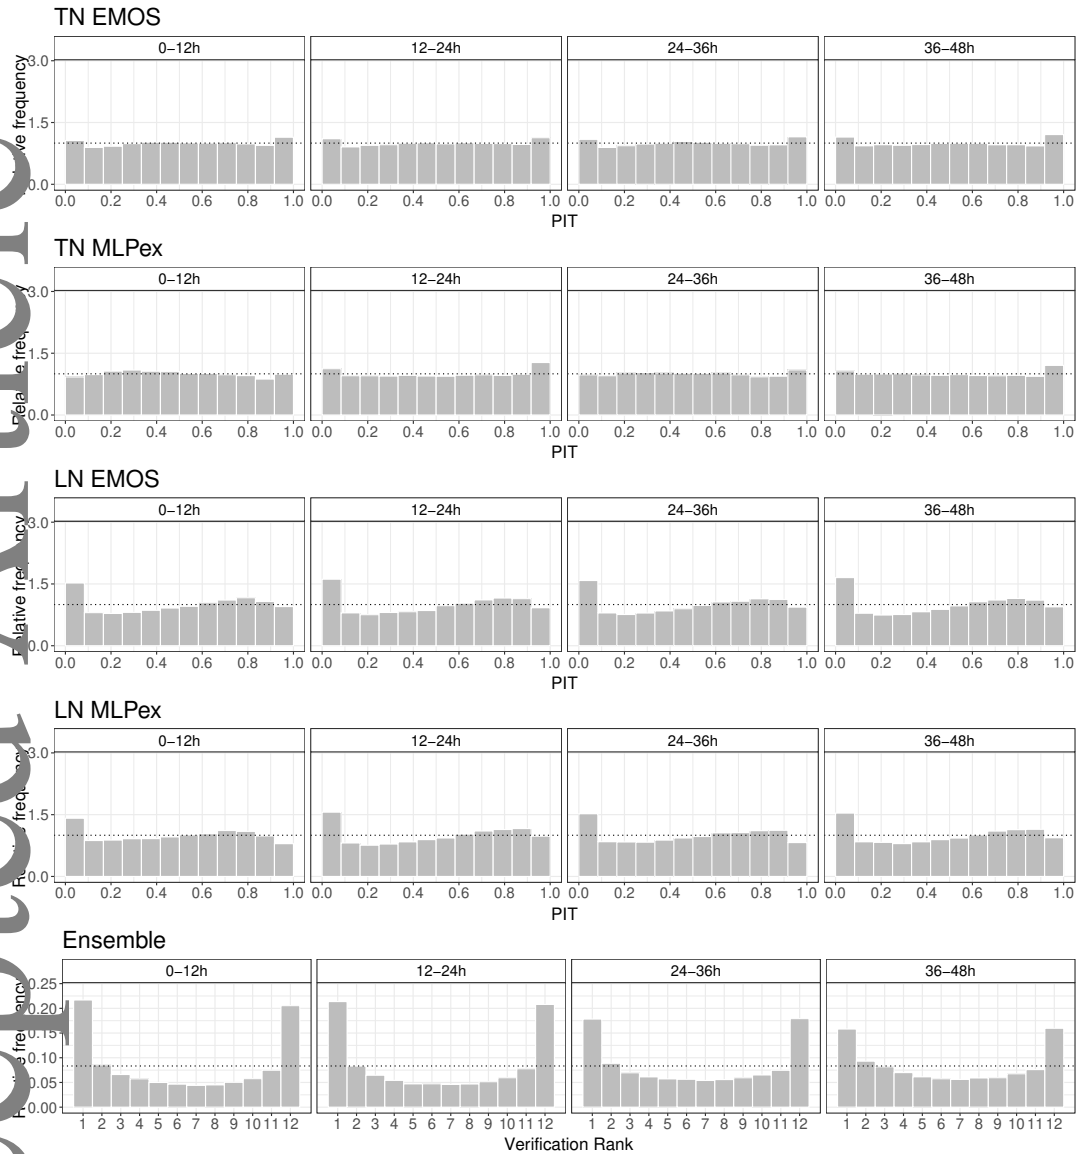 TN EMOS
0−12h 12−24h 24−36h 36−48h
3.0
1.5
0.0
0.0 0.2 0.4 0.6 0.8 1.0 0.0 0.2 0.4 0.6 0.8 1.0 0.0 0.2 0.4 0.6 0.8 1.0 0.0 0.2 0.4 0.6 0.8 1.0
PIT
TN MLPex
0−12h 12−24h 24−36h 36−48h
3.0
Relative frequency
1.5
0.0
0.0 0.2 0.4 0.6 0.8 1.0 0.0 0.2 0.4 0.6 0.8 1.0 0.0 0.2 0.4 0.6 0.8 1.0 0.0 0.2 0.4 0.6 0.8 1.0
PIT
LN EMOS
0−12h 12−24h 24−36h 36−48h
3.0
Relative frequency
1.5
0.0
0.0 0.2 0.4 0.6 0.8 1.0 0.0 0.2 0.4 0.6 0.8 1.0 0.0 0.2 0.4 0.6 0.8 1.0 0.0 0.2 0.4 0.6 0.8 1.0
PIT
LN MLPex
0−12h 12−24h 24−36h 36−48h
3.0
Relative frequency
1.5
0.0
0.0 0.2 0.4 0.6 0.8 1.0 0.0 0.2 0.4 0.6 0.8 1.0 0.0 0.2 0.4 0.6 0.8 1.0 0.0 0.2 0.4 0.6 0.8 1.0
PIT
Ensemble
0−12h 12−24h 24−36h 36−48h
0.25
0.20
0.15
0.10
0.05
0.00
1 2 3 4 5 6 7 8 9 10 11 12 1 2 3 4 5 6 7 8 9 10 11 12 1 2 3 4 5 6 7 8 9 10 11 12 1 2 3 4 5 6 7 8 9 10 11 12
Verification Rank